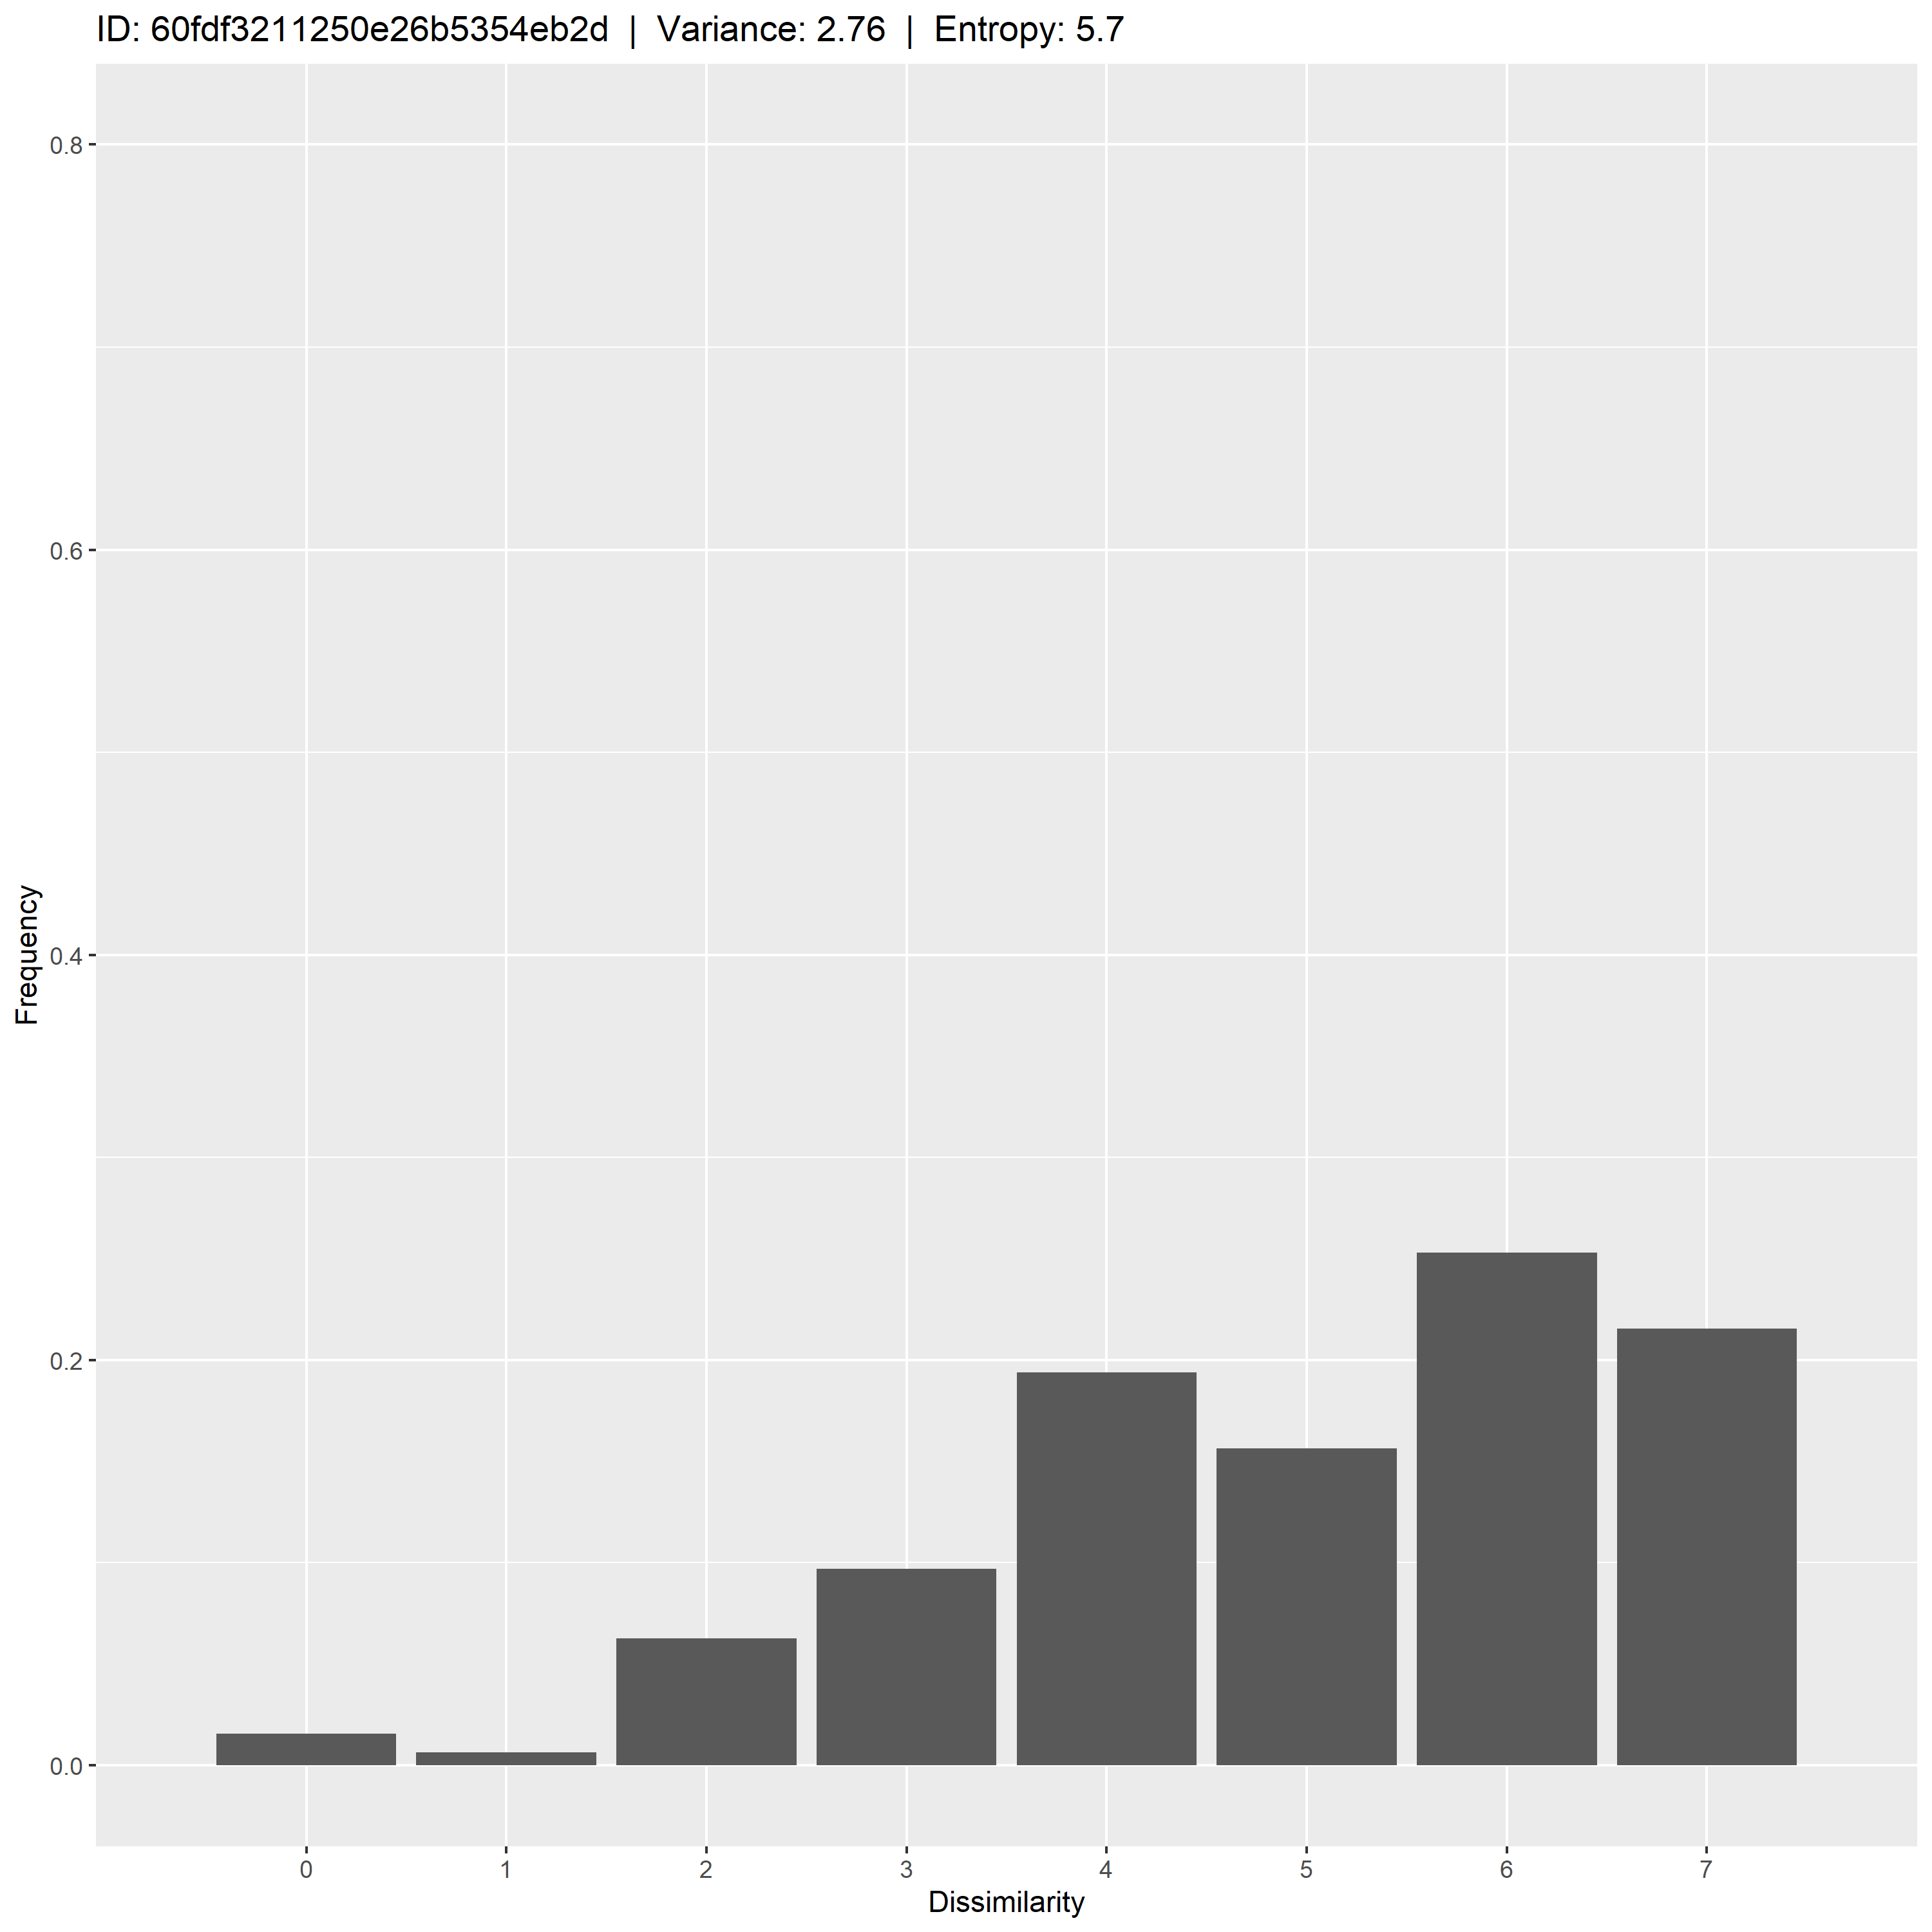 ID: 60fdf3211250e26b5354eb2d | Variance: 2.76 | Entropy: 5.7
Frequency
0.8
0.6
0.4
0.2
0.0
0 1 2 3 4 5 6 7
Dissimilarity